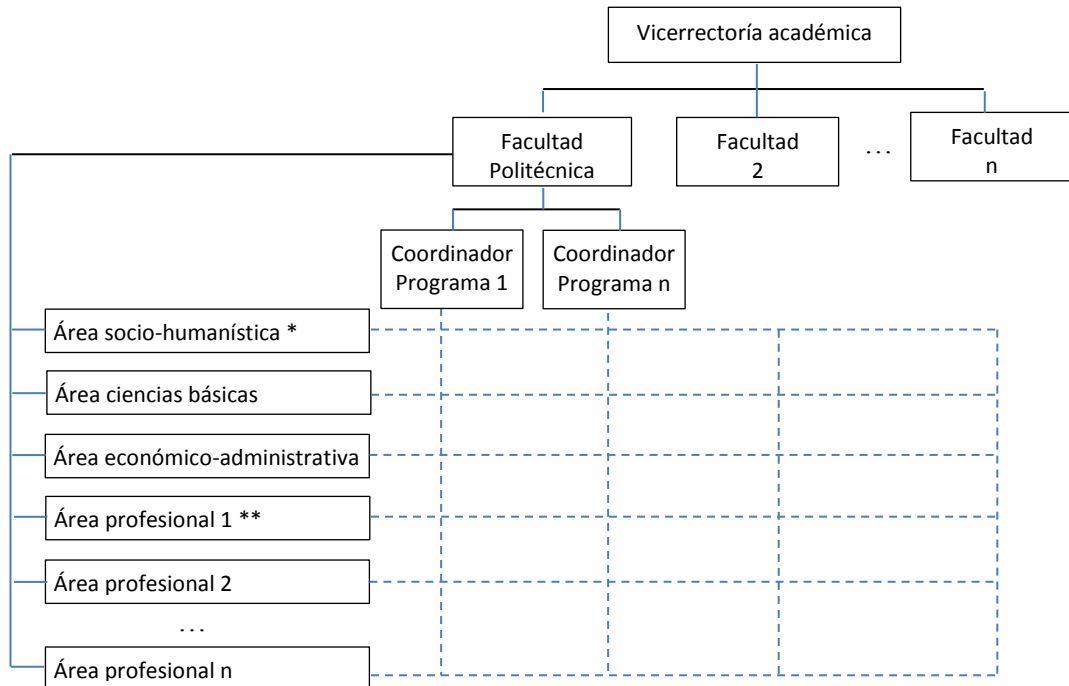 Vicerrectoría académica
Facultad
Politécnica
Facultad
2
...
Facultad
n
Coordinador
Programa 1
Coordinador
Programa n
Área socio-humanística *
Área ciencias básicas
Área económico-administrativa
Área profesional 1 **
Área profesional 2
...
Área profesional n